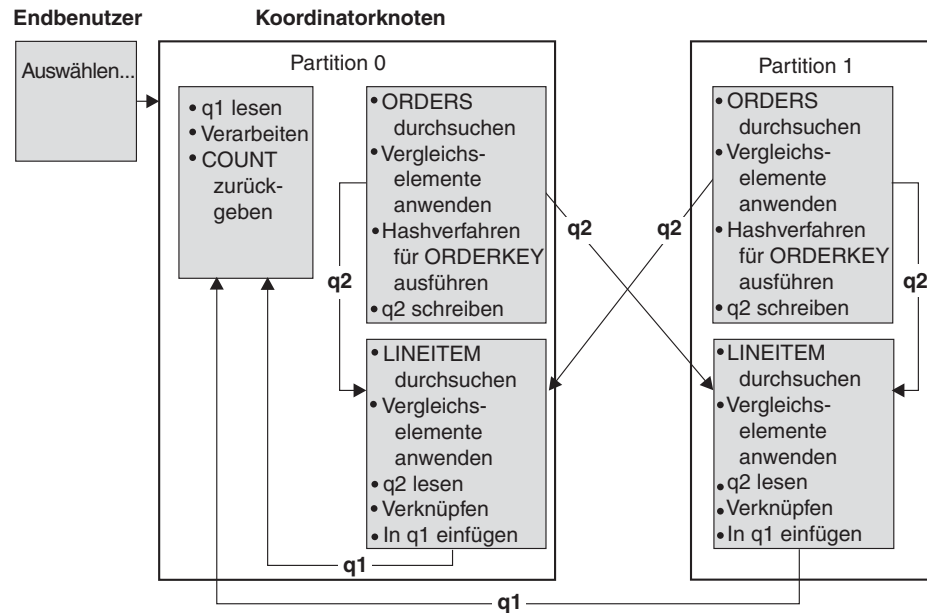 Endbenutzer
Koordinatorknoten
Auswählen...
Partition 0
• q1 lesen
• Verarbeiten
• COUNT
zurück-
geben
• ORDERS
durchsuchen
• Vergleichs-
elemente
anwenden
• Hashverfahren
für ORDERKEY
ausführen
• q2 schreiben
q2
• LINEITEM
durchsuchen
• Vergleichs-
elemente
anwenden
• q2 lesen
• Verknüpfen
• In q1 einfügen
q1
q2
q2
Partition 1
• ORDERS
durchsuchen
• Vergleichs-
elemente
anwenden
• Hashverfahren
für ORDERKEY
ausführen
• q2 schreiben
q2
• LINEITEM
durchsuchen
• Vergleichs-
elemente
anwenden
• q2 lesen
• Verknüpfen
• In q1 einfügen
q1